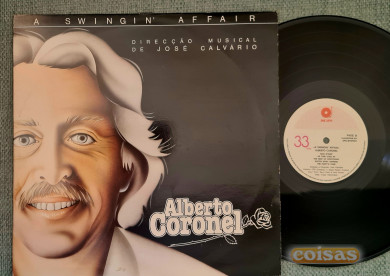 A SWINGIN' AFFAIR
DIRECÇÃO MUSICAL
DE JOSÉ CALVÁRIO
Alberto
Coronel
33
coisas